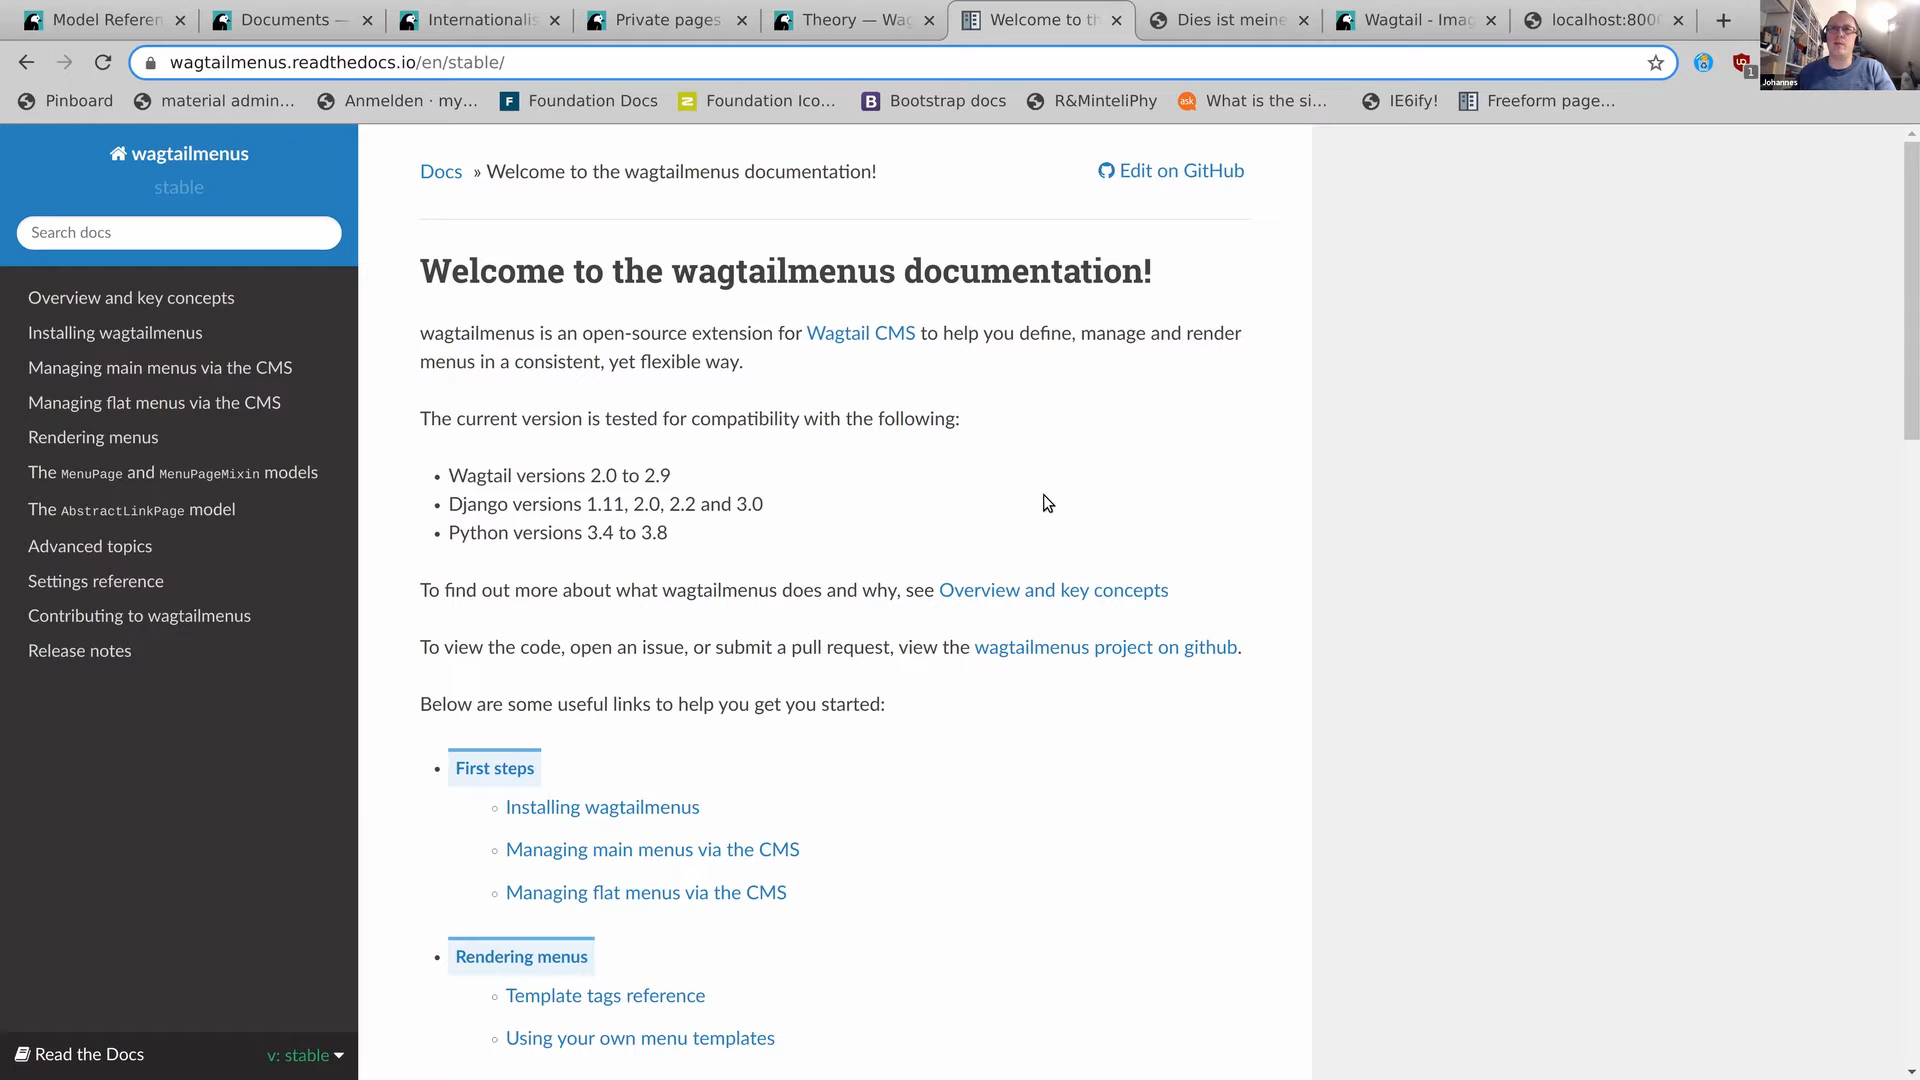 Model Referen
Documents —
Internationalis
Private pages
Theory — Wag
Welcome to th
Dies ist meine
Wagtail - Imag
localhost:8000
wagtailmenus.readthedocs.io/en/stable/
1
Johannes
Pinboard
material admin...
Anmelden · my...
F
Foundation Docs
Z
Foundation Ico...
B
Bootstrap docs
R&MinteliPhy
ask
What is the si...
IE6ify!
Freeform page...
wagtailmenus
stable
Search docs
Overview and key concepts
Installing wagtailmenus
Managing main menus via the CMS
Managing flat menus via the CMS
Rendering menus
The MenuPage and MenuPageMixin models
The AbstractLinkPage model
Advanced topics
Settings reference
Contributing to wagtailmenus
Release notes
Read the Docs
v: stable
Docs » Welcome to the wagtailmenus documentation!
Edit on GitHub
Welcome to the wagtailmenus documentation!
wagtailmenus is an open-source extension for Wagtail CMS to help you define, manage and render
menus in a consistent, yet flexible way.
The current version is tested for compatibility with the following:
• Wagtail versions 2.0 to 2.9
• Django versions 1.11, 2.0, 2.2 and 3.0
• Python versions 3.4 to 3.8
To find out more about what wagtailmenus does and why, see Overview and key concepts
To view the code, open an issue, or submit a pull request, view the wagtailmenus project on github.
Below are some useful links to help you get you started:
• First steps
◦ Installing wagtailmenus
◦ Managing main menus via the CMS
◦ Managing flat menus via the CMS
• Rendering menus
◦ Template tags reference
◦ Using your own menu templates